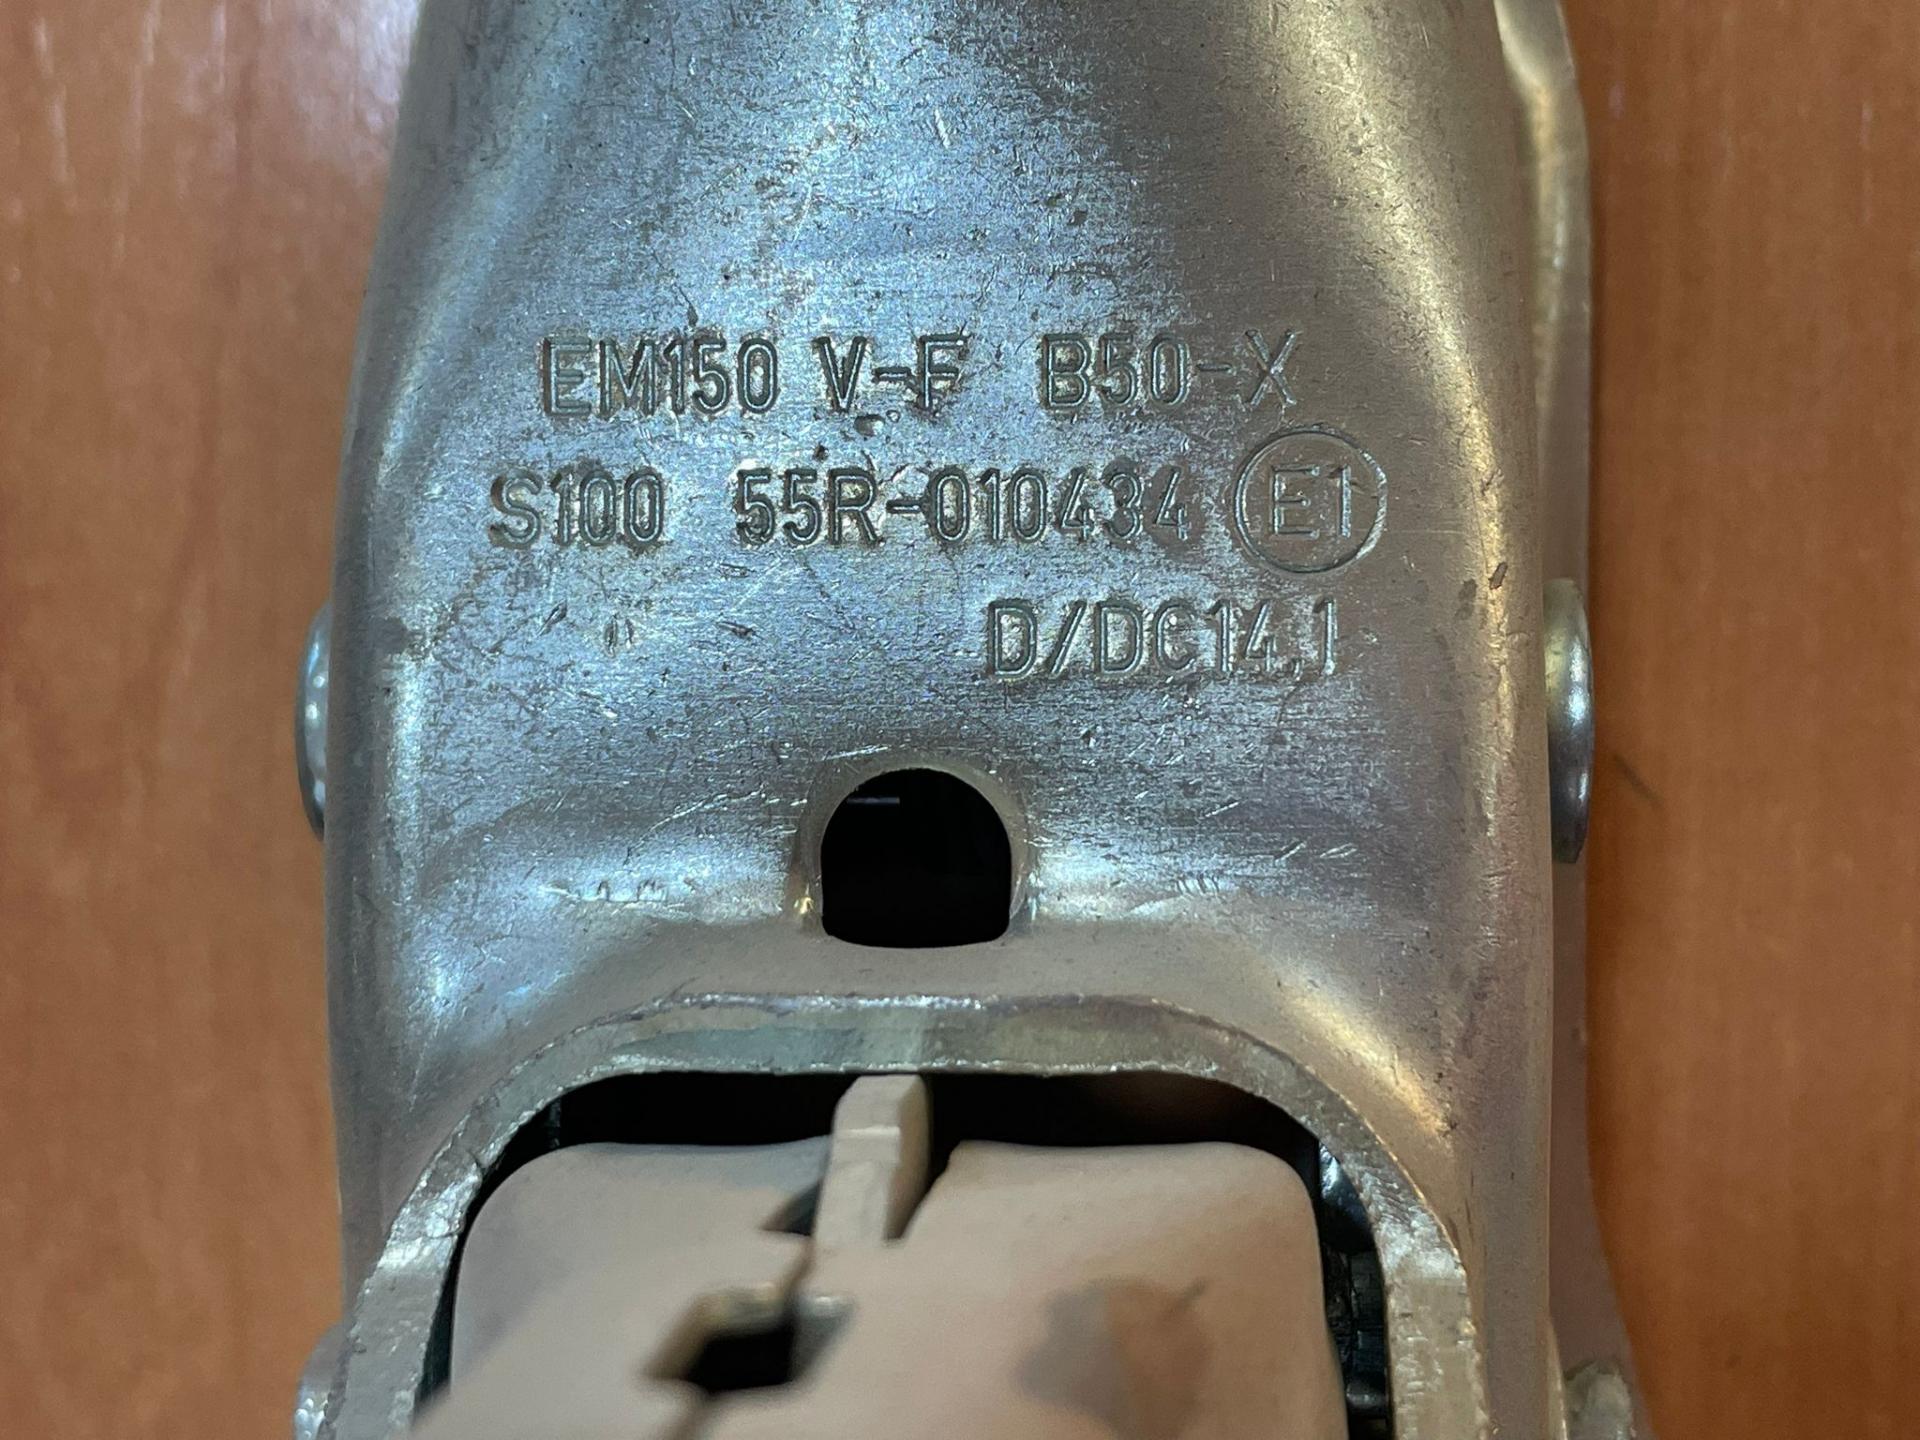 EM150 V-F B50-X
S100 55R-010434 E1
D/DC14,1